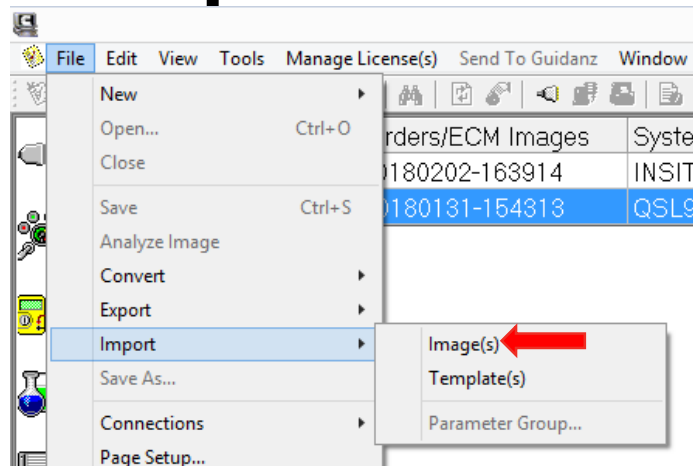 File Edit View Tools Manage License(s) Send To Guidanz Window
New
Open... Ctrl+O
Close
Save Ctrl+S
Analyze Image
Convert
Export
Import
Save As...
Connections
Page Setup...
Image(s)
Template(s)
Parameter Group...
rders/ECM Images Syste
0180202-163914 INSIT
0180131-154313 QSL9